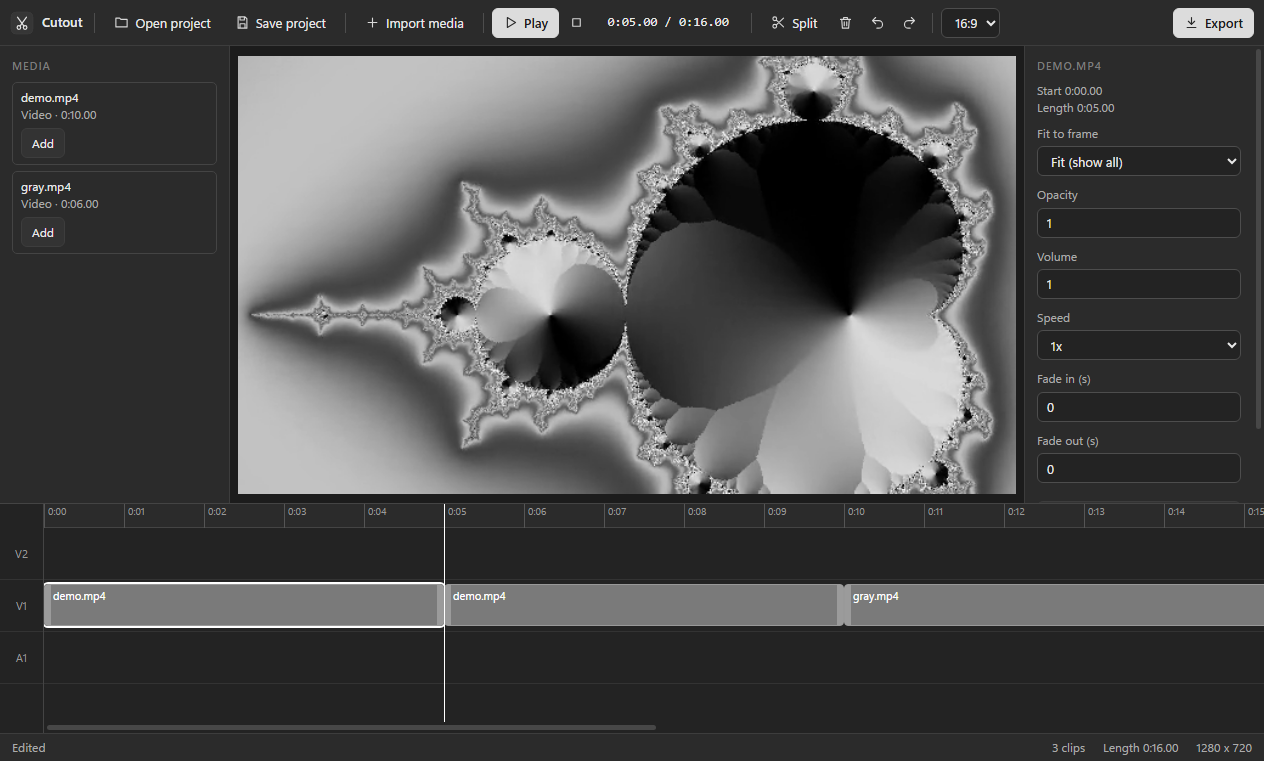 Cutout Open project Save project Import media Play 0:05.00 / 0:16.00 Split 16:9 Export
MEDIA
demo.mp4
Video · 0:10.00
Add
gray.mp4
Video · 0:06.00
Add
DEMO.MP4
Start 0:00.00
Length 0:05.00
Fit to frame
Fit (show all)
Opacity
1
Volume
1
Speed
1x
Fade in (s)
0
Fade out (s)
0
0:00 0:01 0:02 0:03 0:04 0:05 0:06 0:07 0:08 0:09 0:10 0:11 0:12 0:13 0:14 0:15
V2
V1 demo.mp4 demo.mp4 gray.mp4
A1
Edited 3 clips Length 0:16.00 1280 x 720